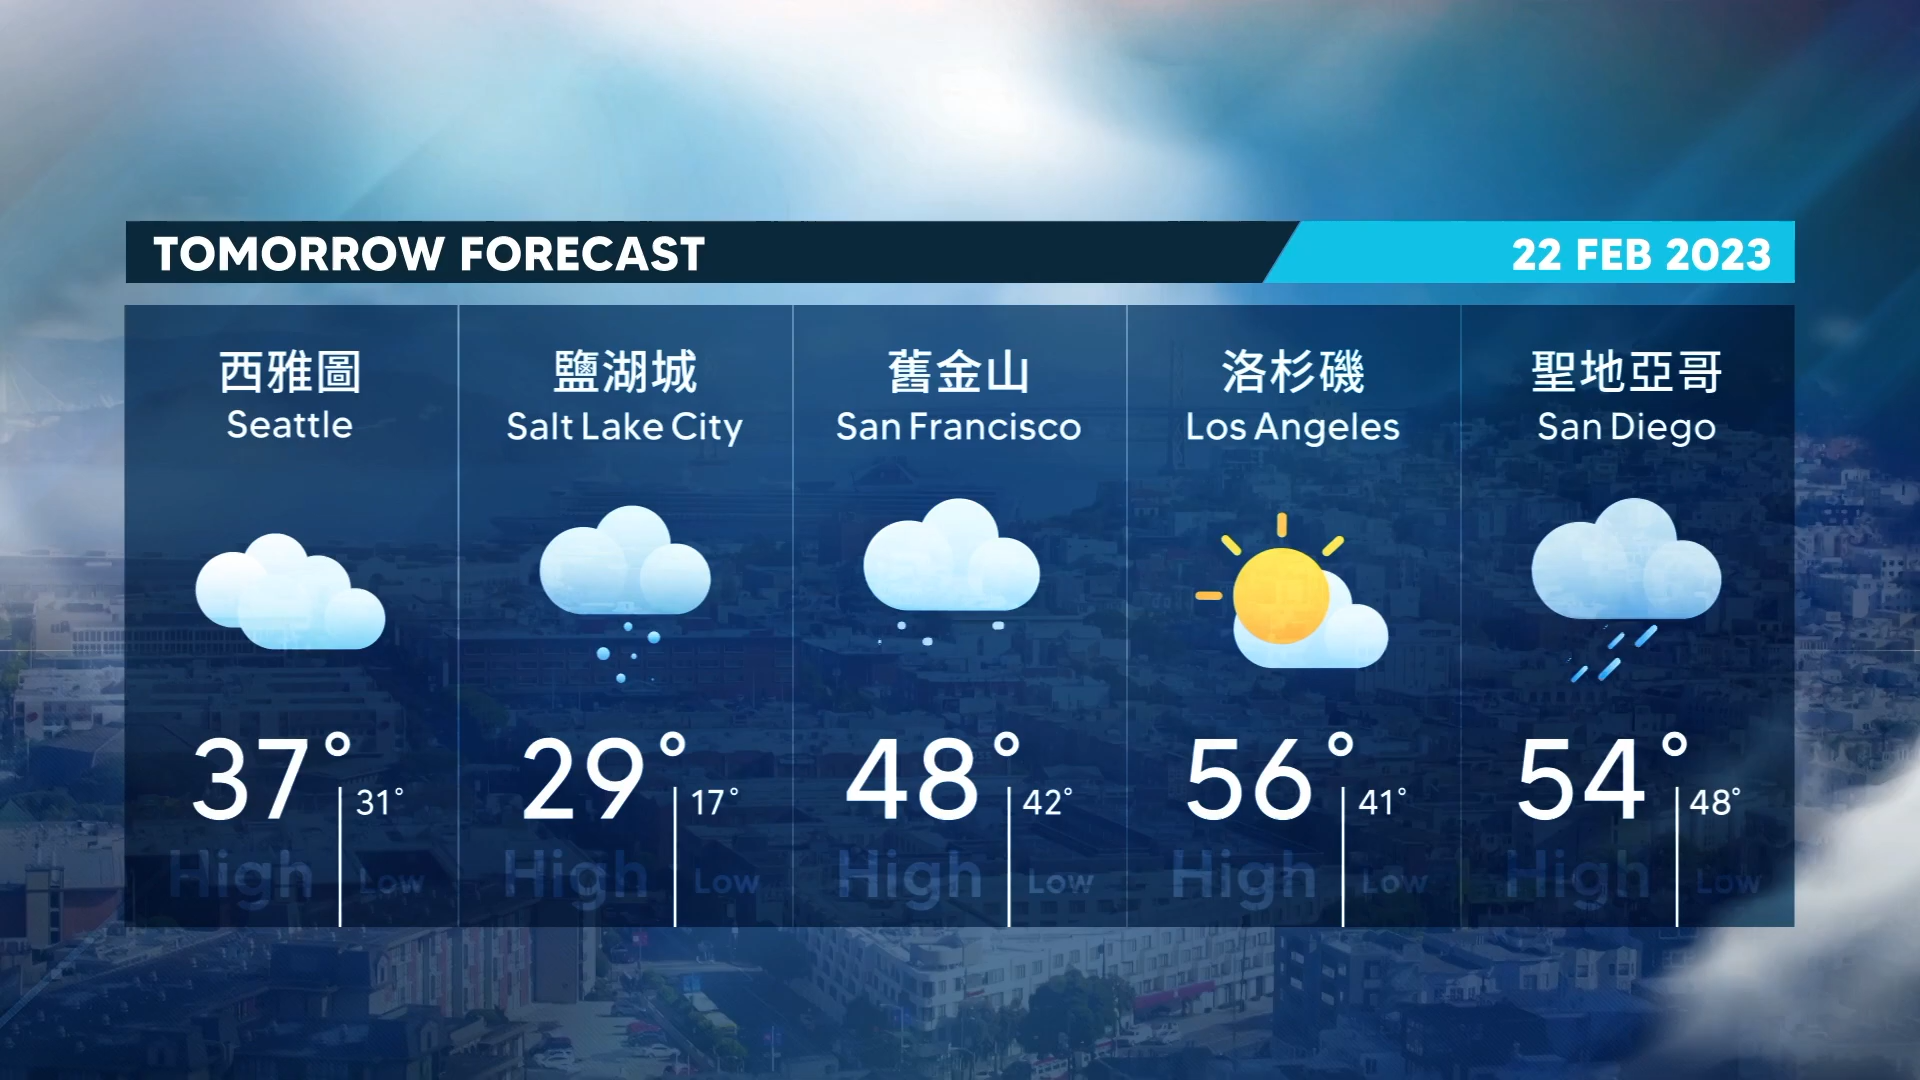 TOMORROW FORECAST
22 FEB 2023
西雅圖
Seattle
37°
31°
High
Low
鹽湖城
Salt Lake City
29°
17°
High
Low
舊金山
San Francisco
48°
42°
High
Low
洛杉磯
Los Angeles
56°
41°
High
Low
聖地亞哥
San Diego
54°
48°
High
Low